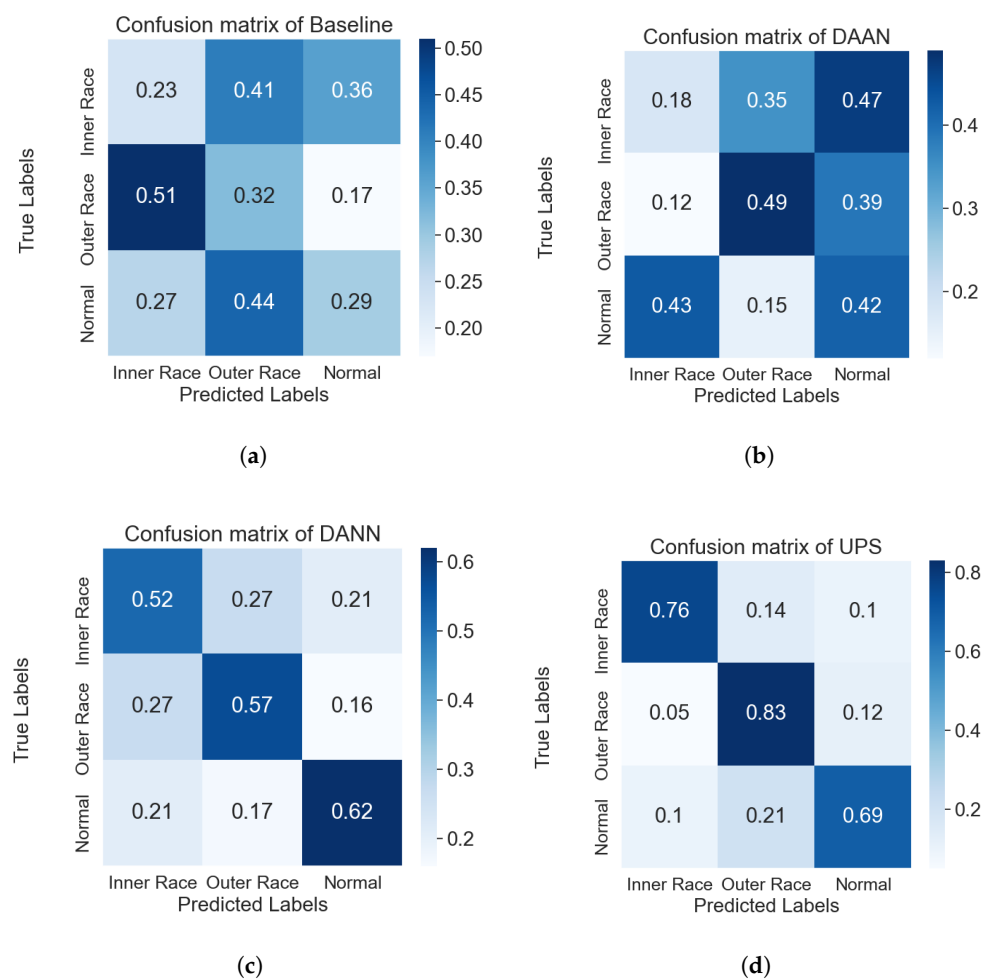 Confusion matrix of Baseline
True Labels
Inner Race
Outer Race
Normal
0.23 0.41 0.36
0.51 0.32 0.17
0.27 0.44 0.29
Inner Race Outer Race Normal
Predicted Labels
0.50
0.45
0.40
0.35
0.30
0.25
0.20
(a)
Confusion matrix of DAAN
True Labels
Inner Race
Outer Race
Normal
0.18 0.35 0.47
0.12 0.49 0.39
0.43 0.15 0.42
Inner Race Outer Race Normal
Predicted Labels
0.4
0.3
0.2
(b)
Confusion matrix of DANN
True Labels
Inner Race
Outer Race
Normal
0.52 0.27 0.21
0.27 0.57 0.16
0.21 0.17 0.62
Inner Race Outer Race Normal
Predicted Labels
0.6
0.5
0.4
0.3
0.2
(c)
Confusion matrix of UPS
True Labels
Inner Race
Outer Race
Normal
0.76 0.14 0.1
0.05 0.83 0.12
0.1 0.21 0.69
Inner Race Outer Race Normal
Predicted Labels
0.8
0.6
0.4
0.2
(d)